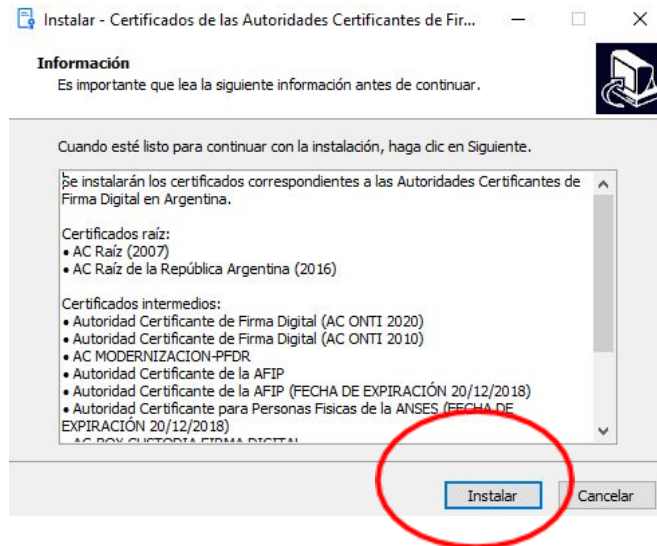 Instalar - Certificados de las Autoridades Certificantes de Fir...
Información
Es importante que lea la siguiente información antes de continuar.
Cuando esté listo para continuar con la instalación, haga clic en Siguiente.
Se instalarán los certificados correspondientes a las Autoridades Certificantes de
Firma Digital en Argentina.
Certificados raíz:
• AC Raíz (2007)
• AC Raíz de la República Argentina (2016)
Certificados intermedios:
• Autoridad Certificante de Firma Digital (AC ONTI 2020)
• Autoridad Certificante de Firma Digital (AC ONTI 2010)
• AC MODERNIZACION-PFDR
• Autoridad Certificante de la AFIP
• Autoridad Certificante de la AFIP (FECHA DE EXPIRACIÓN 20/12/2018)
• Autoridad Certificante para Personas Fisicas de la ANSES (FECHA DE
EXPIRACIÓN 20/12/2018)
• AC BOX CUSTODIA FIRMA DIGITAL
Instalar
Cancelar